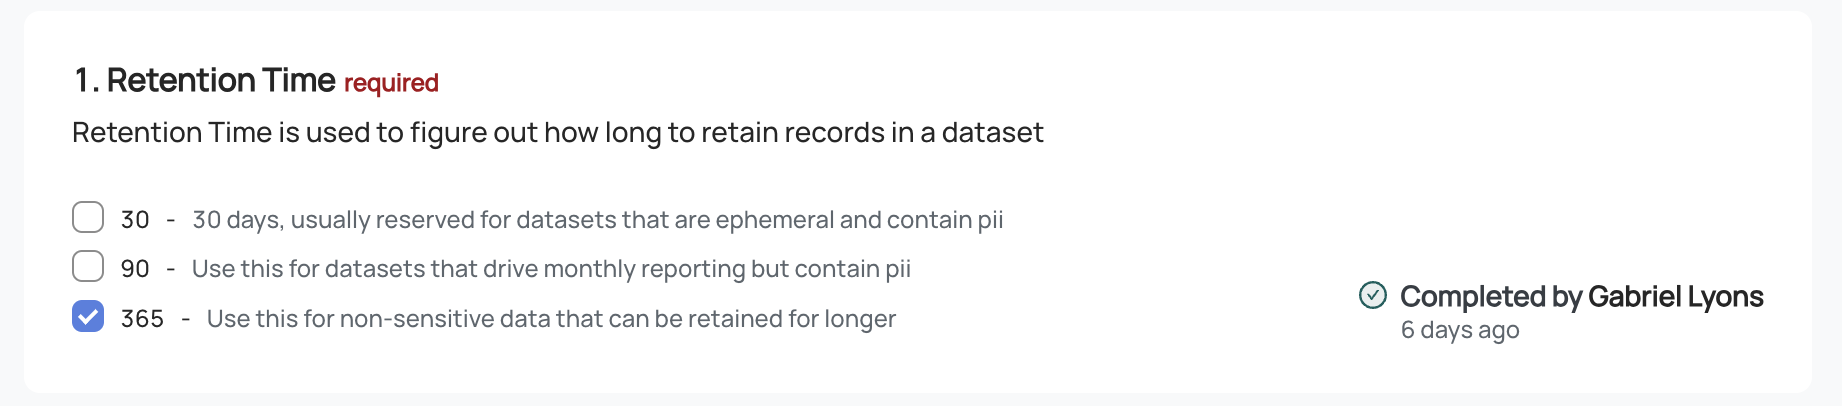 1. Retention Time required
Retention Time is used to figure out how long to retain records in a dataset
30 - 30 days, usually reserved for datasets that are ephemeral and contain pii
90 - Use this for datasets that drive monthly reporting but contain pii
365 - Use this for non-sensitive data that can be retained for longer
Completed by Gabriel Lyons
6 days ago